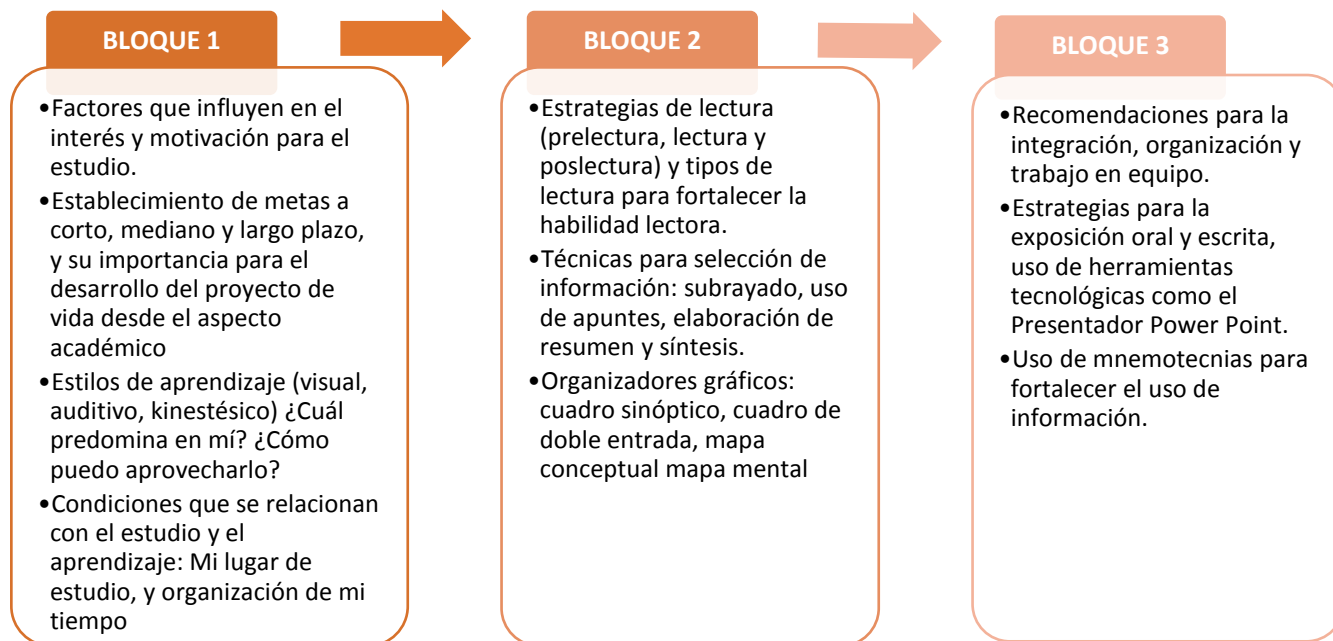 BLOQUE 1
•Factores que influyen en el
interés y motivación para el
estudio.
•Establecimiento de metas a
corto, mediano y largo plazo,
y su importancia para el
desarrollo del proyecto de
vida desde el aspecto
académico
•Estilos de aprendizaje (visual,
auditivo, kinestésico) ¿Cuál
predomina en mí? ¿Cómo
puedo aprovecharlo?
•Condiciones que se relacionan
con el estudio y el
aprendizaje: Mi lugar de
estudio, y organización de mi
tiempo
BLOQUE 2
•Estrategias de lectura
(prelectura, lectura y
poslectura) y tipos de
lectura para fortalecer la
habilidad lectora.
•Técnicas para selección de
información: subrayado, uso
de apuntes, elaboración de
resumen y síntesis.
•Organizadores gráficos:
cuadro sinóptico, cuadro de
doble entrada, mapa
conceptual mapa mental
BLOQUE 3
•Recomendaciones para la
integración, organización y
trabajo en equipo.
•Estrategias para la
exposición oral y escrita,
uso de herramientas
tecnológicas como el
Presentador Power Point.
•Uso de mnemotecnias para
fortalecer el uso de
información.